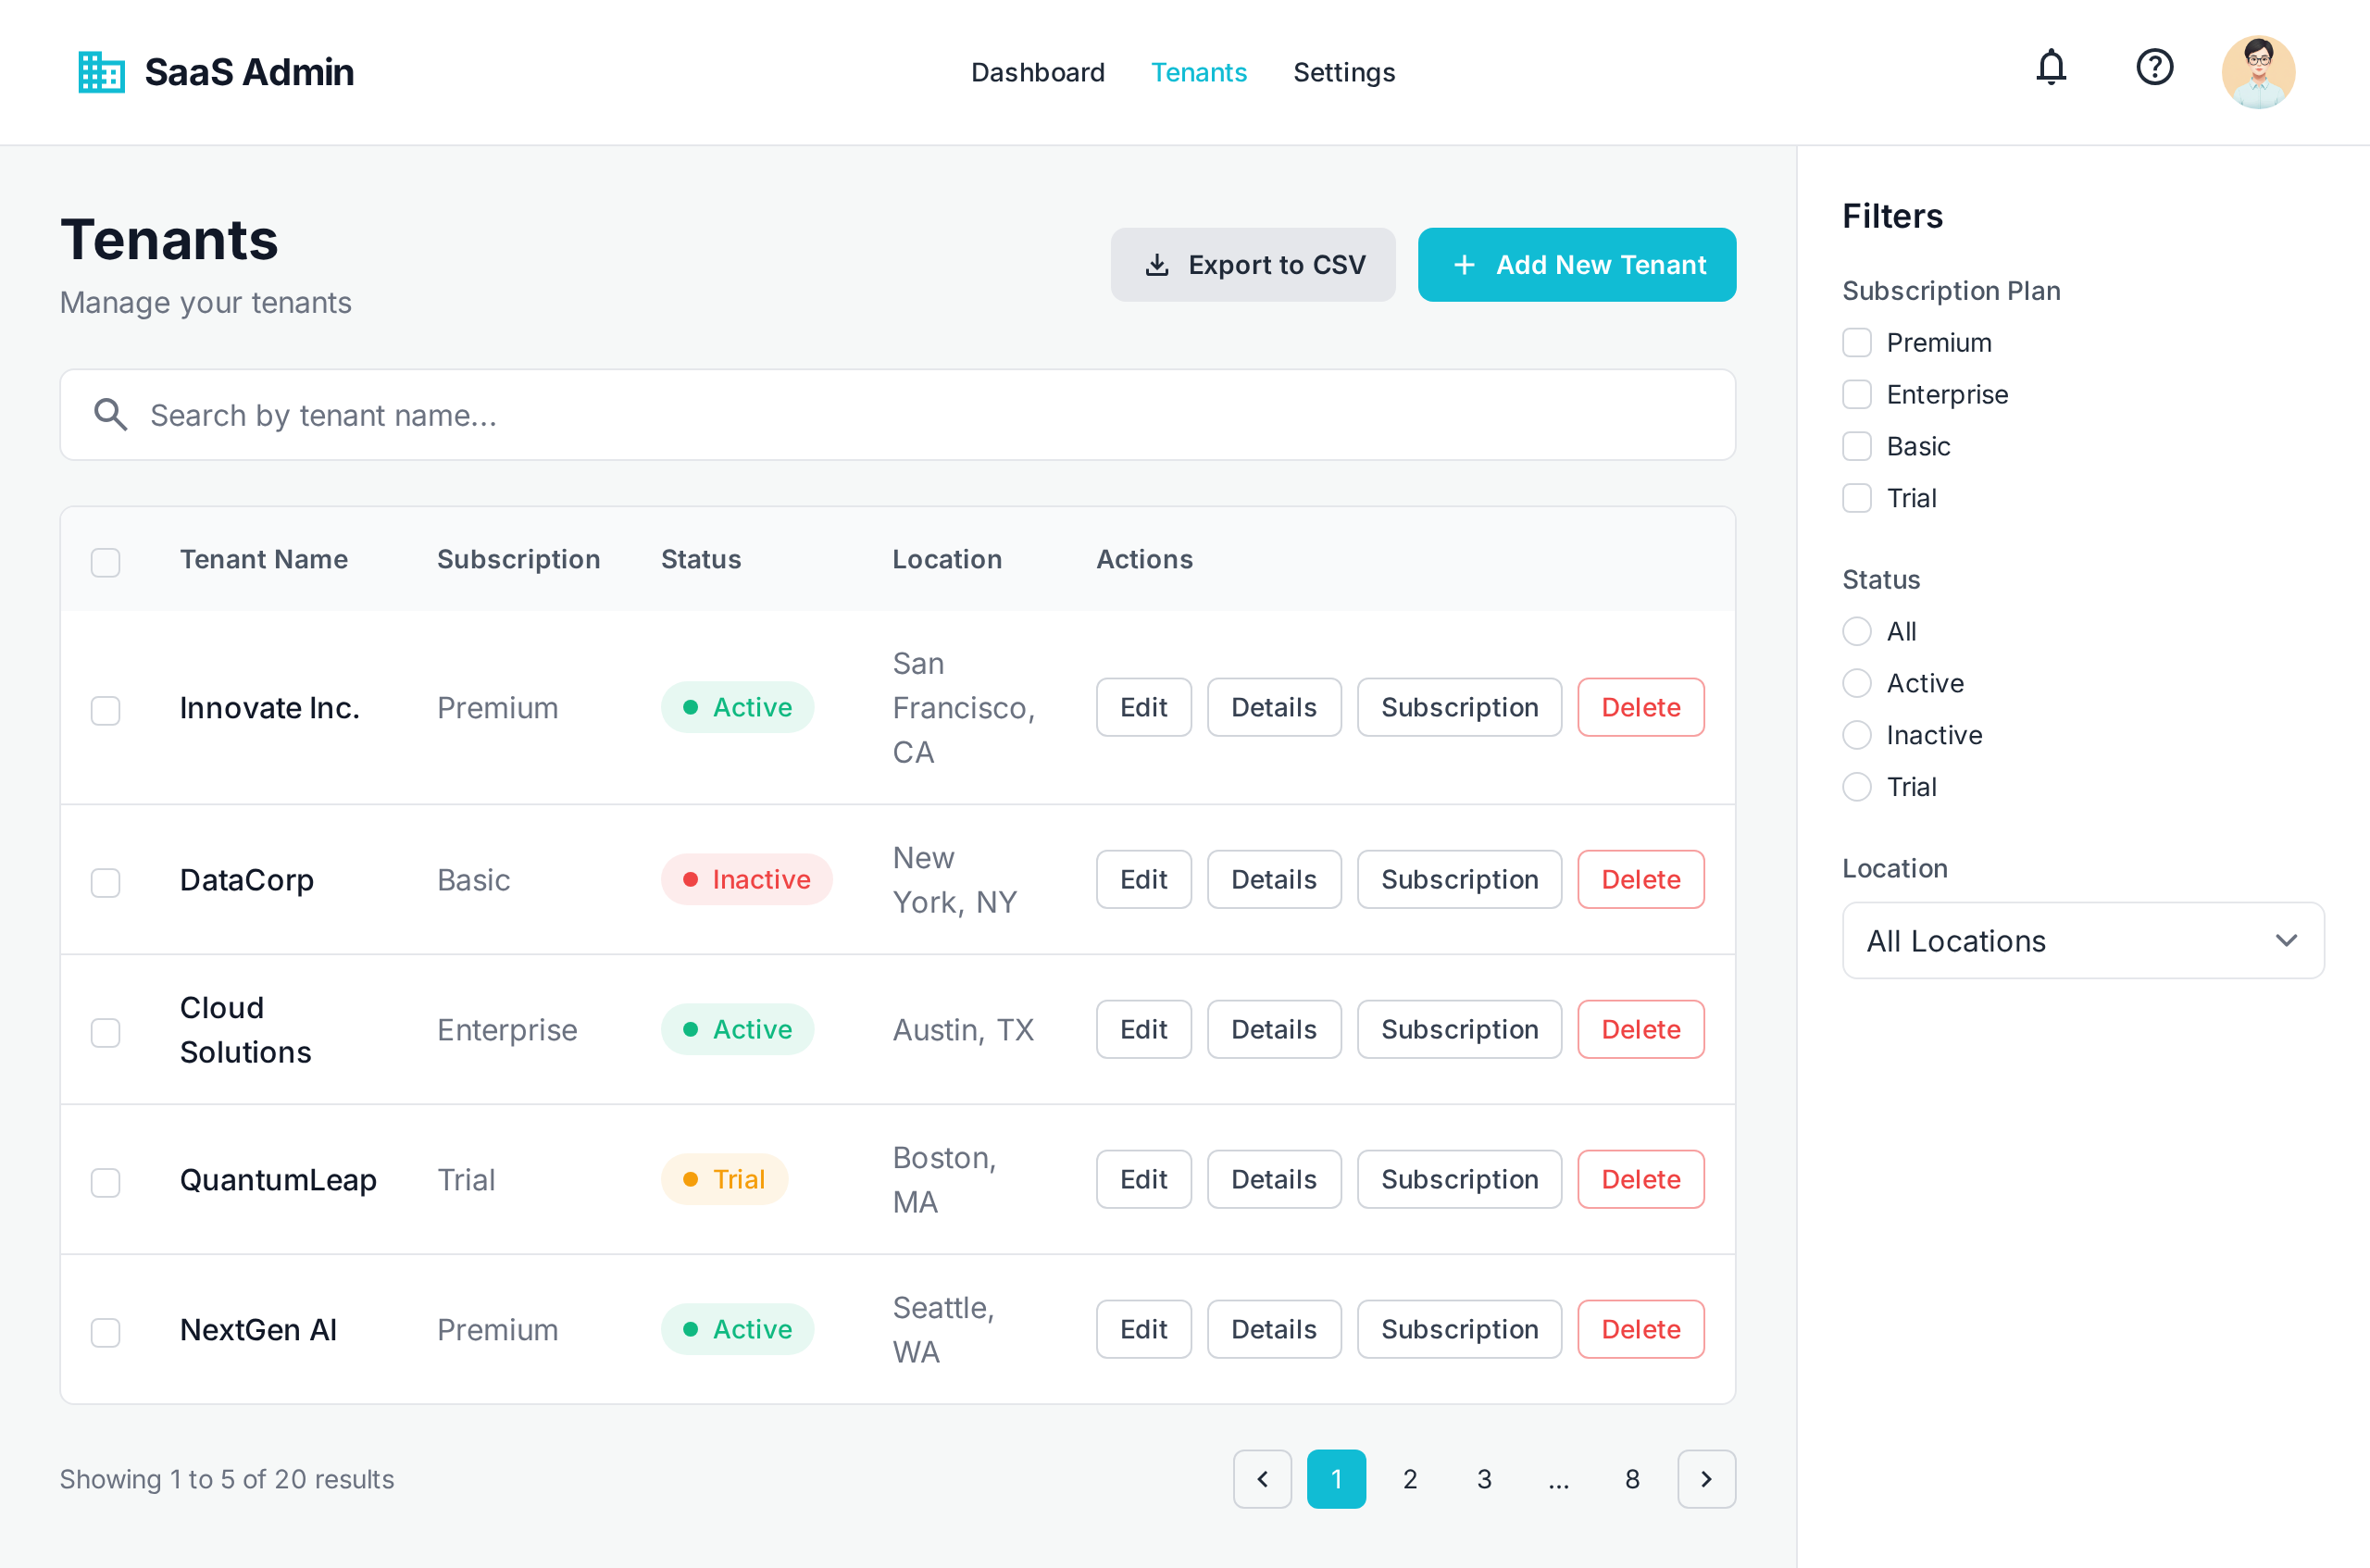 SaaS Admin
Dashboard Tenants Settings
Tenants
Manage your tenants
Export to CSV
Add New Tenant
Search by tenant name...
Tenant Name Subscription Status Location Actions
Innovate Inc. Premium Active San Francisco, CA Edit Details Subscription Delete
DataCorp Basic Inactive New York, NY Edit Details Subscription Delete
Cloud Solutions Enterprise Active Austin, TX Edit Details Subscription Delete
QuantumLeap Trial Trial Boston, MA Edit Details Subscription Delete
NextGen AI Premium Active Seattle, WA Edit Details Subscription Delete
Showing 1 to 5 of 20 results
1 2 3 ... 8
Filters
Subscription Plan
Premium
Enterprise
Basic
Trial
Status
All
Active
Inactive
Trial
Location
All Locations